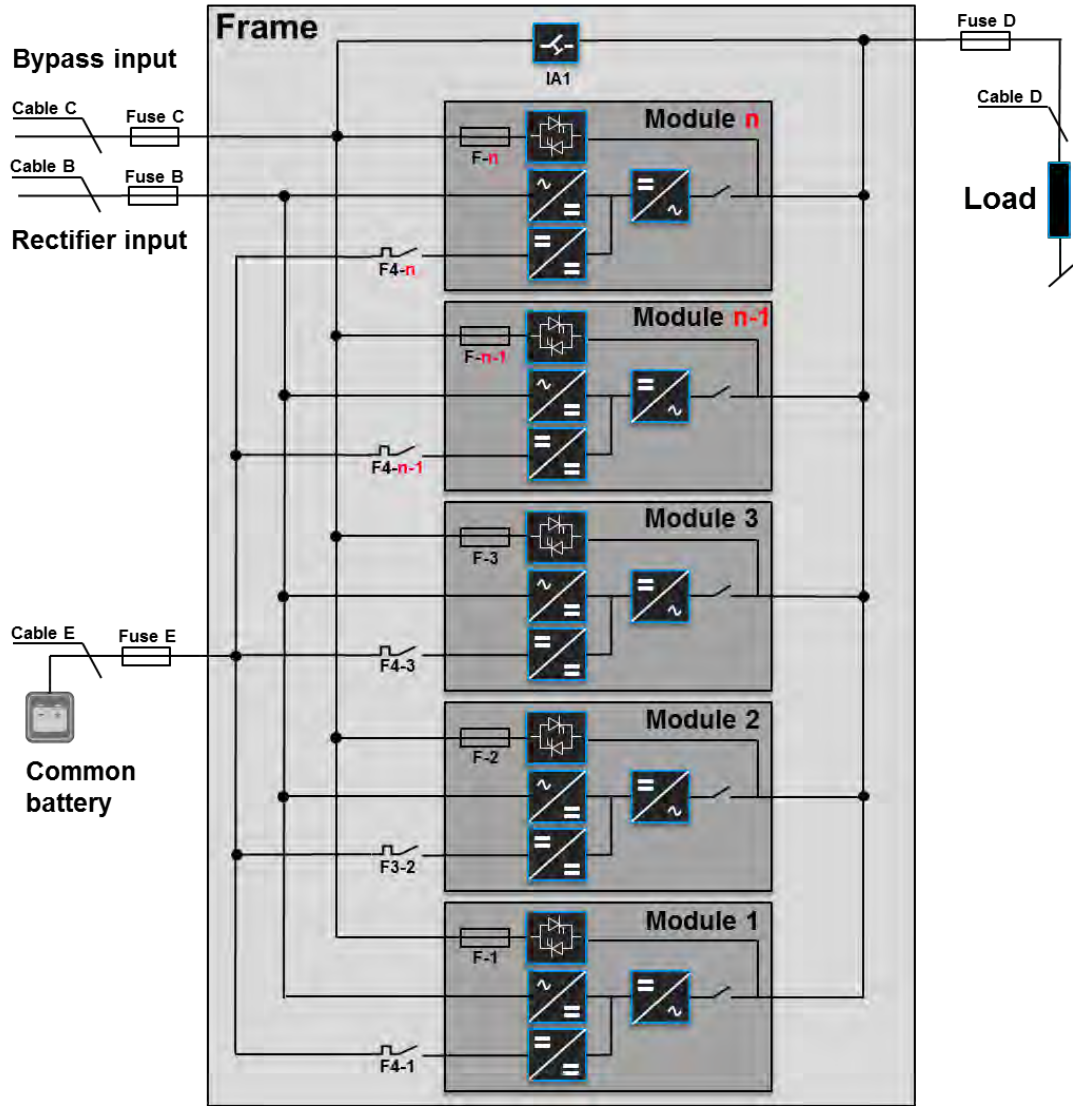 Frame
Fuse D
Bypass input
IA1
Cable C
Fuse C
Cable D
Module n
F-n
Cable B
Fuse B
Load
Rectifier input
F4-n
Module n-1
F-n-1
F4-n-1
Module 3
F-3
Cable E
Fuse E
F4-3
Module 2
F-2
Common
battery
F3-2
Module 1
F-1
F4-1